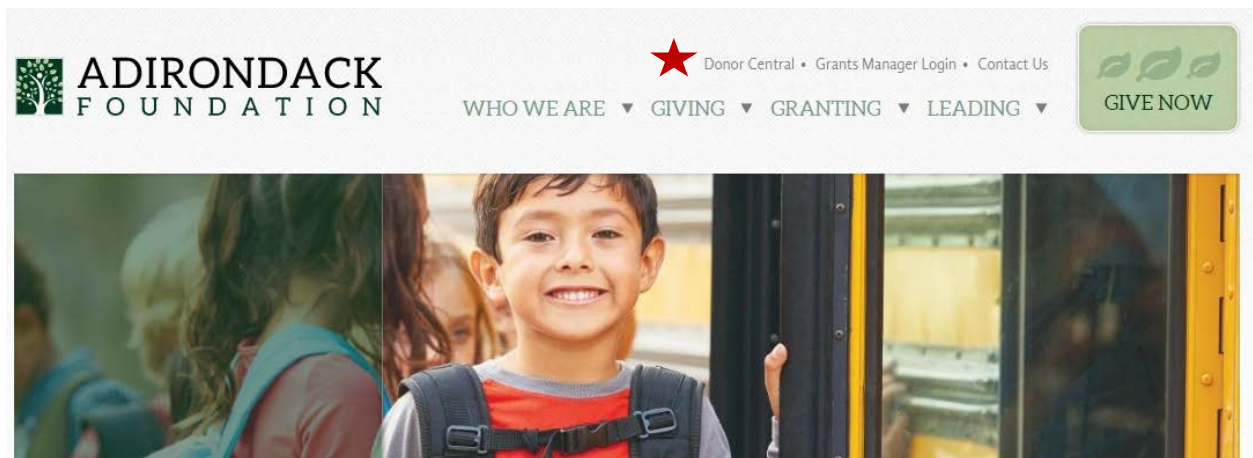 ADIRONDACK
FOUNDATION
Donor Central • Grants Manager Login • Contact Us
WHO WE ARE ▼ GIVING ▼ GRANTING ▼ LEADING ▼
GIVE NOW